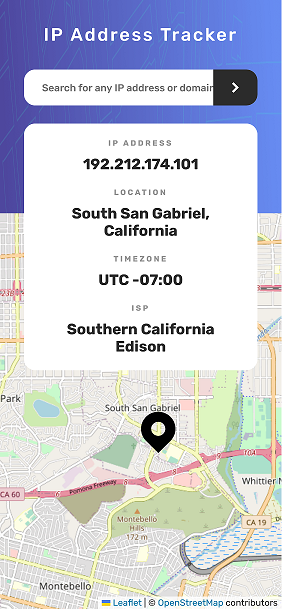 IP Address Tracker
Search for any IP address or domain
IP ADDRESS
192.212.174.101
LOCATION
South San Gabriel,
California
TIMEZONE
UTC -07:00
ISP
Southern California
Edison
Park
South San Gabriel
104
Pomona Freeway
CA 60
Whittier N
Montebello
Hills
172 m
CA 19
Montebello
Leaflet | © OpenStreetMap contributors